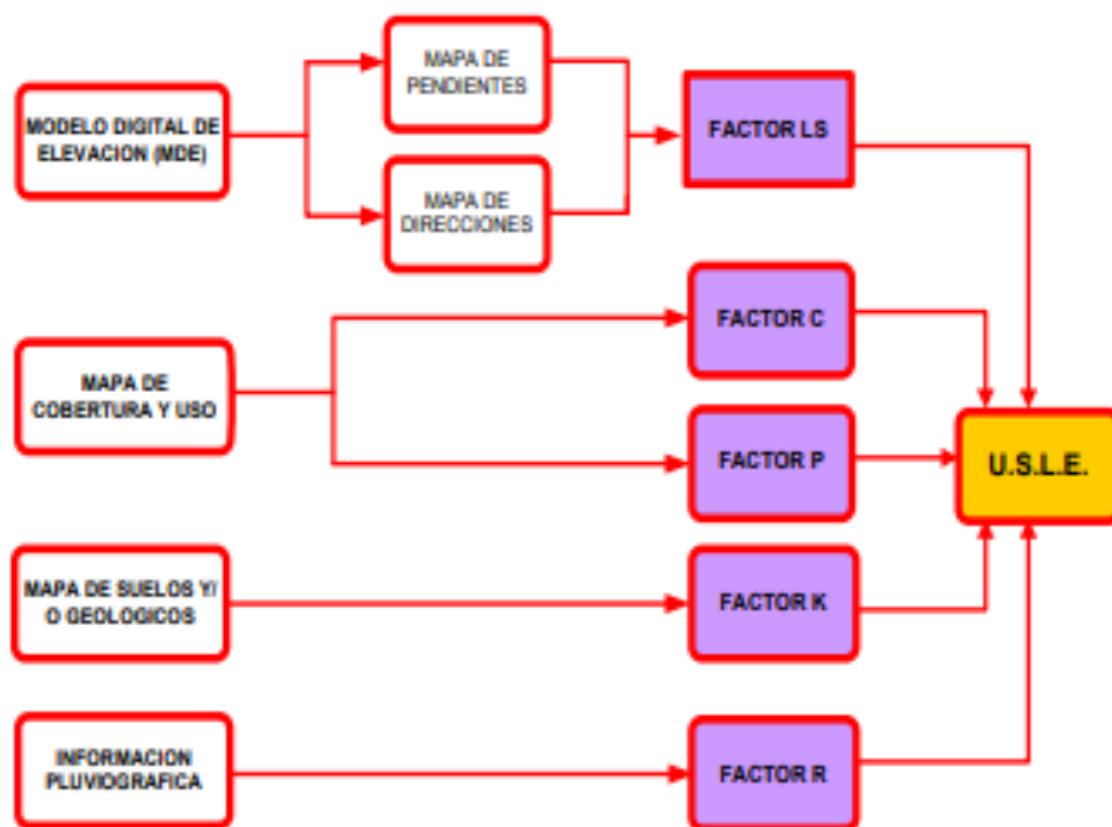 MAPA DE
PENDIENTES
MODELO DIGITAL DE
ELEVACION (MDE)
FACTOR LS
MAPA DE
DIRECCIONES
FACTOR C
MAPA DE
COBERTURA Y USO
FACTOR P
U.S.L.E.
MAPA DE SUELOS Y/
O GEOLOGICOS
FACTOR K
INFORMACION
PLUVIOGRAFICA
FACTOR R